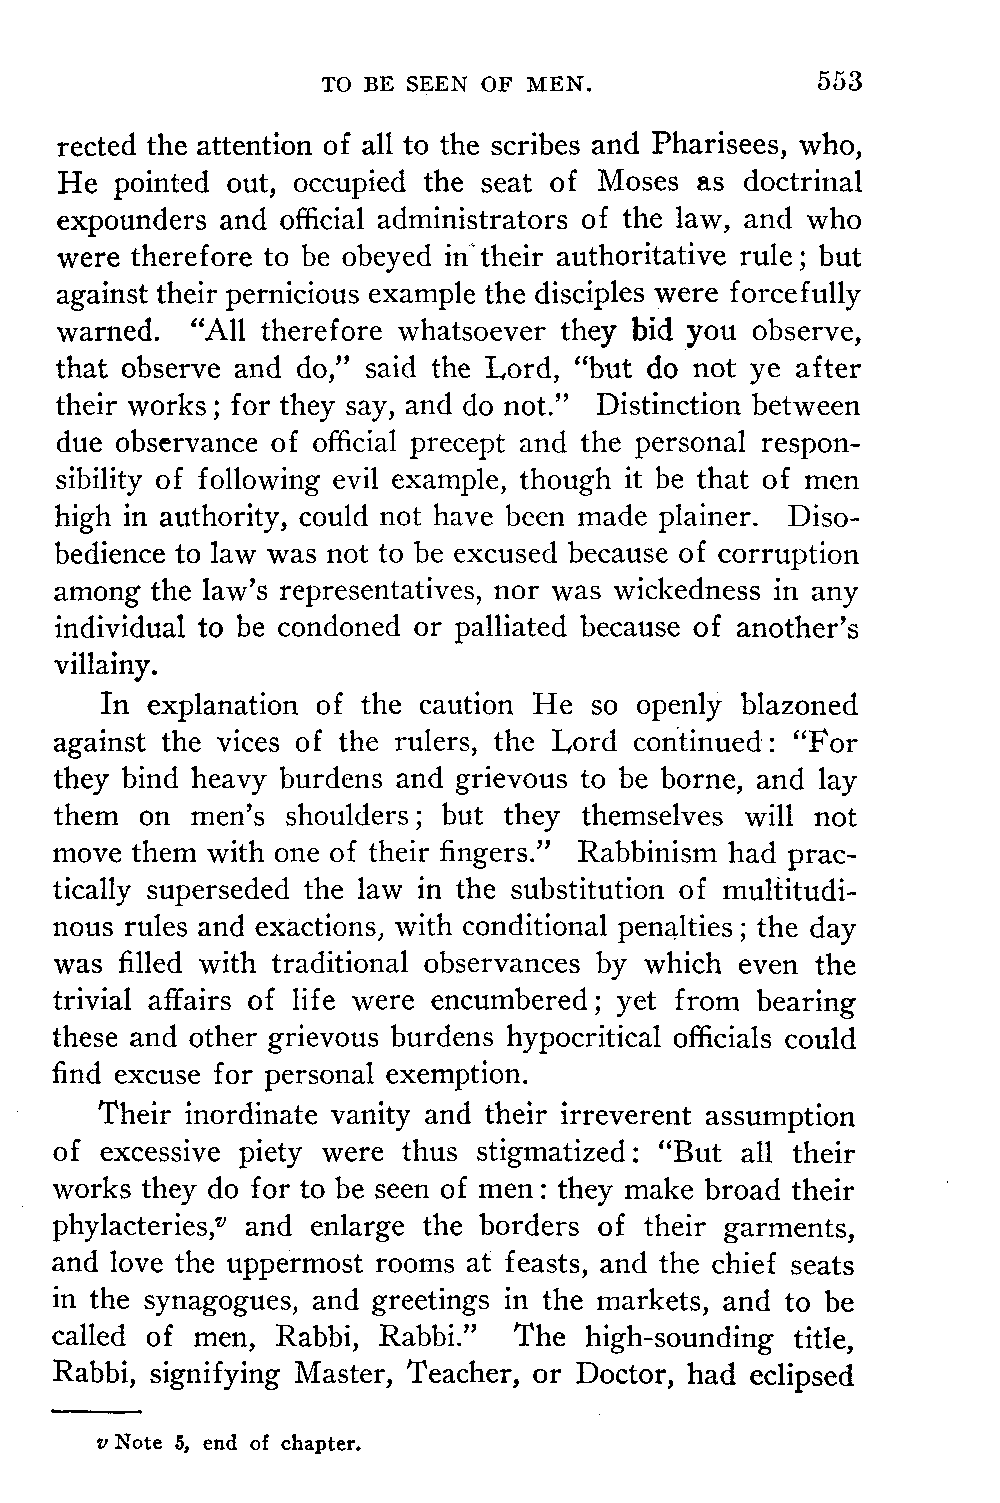 TO BE SEEN OF MEN. 553
rected the attention of all to the scribes and Pharisees, who,
He pointed out, occupied the seat of Moses as doctrinal
expounders and official administrators of the law, and who
were therefore to be obeyed in their authoritative rule; but
against their pernicious example the disciples were forcefully
warned. “All therefore whatsoever they bid you observe,
that observe and do,” said the Lord, “but do not ye after
their works; for they say, and do not.” Distinction between
due observance of official precept and the personal respon-
sibility of following evil example, though it be that of men
high in authority, could not have been made plainer. Diso-
bedience to law was not to be excused because of corruption
among the law’s representatives, nor was wickedness in any
individual to be condoned or palliated because of another’s
villainy.
In explanation of the caution He so openly blazoned
against the vices of the rulers, the Lord continued: “For
they bind heavy burdens and grievous to be borne, and lay
them on men’s shoulders; but they themselves will not
move them with one of their fingers.” Rabbinism had prac-
tically superseded the law in the substitution of multitudi-
nous rules and exactions, with conditional penalties; the day
was filled with traditional observances by which even the
trivial affairs of life were encumbered; yet from bearing
these and other grievous burdens hypocritical officials could
find excuse for personal exemption.
Their inordinate vanity and their irreverent assumption
of excessive piety were thus stigmatized: “But all their
works they do for to be seen of men: they make broad their
phylacteries,v and enlarge the borders of their garments,
and love the uppermost rooms at feasts, and the chief seats
in the synagogues, and greetings in the markets, and to be
called of men, Rabbi, Rabbi.” The high-sounding title,
Rabbi, signifying Master, Teacher, or Doctor, had eclipsed
v Note 5, end of chapter.